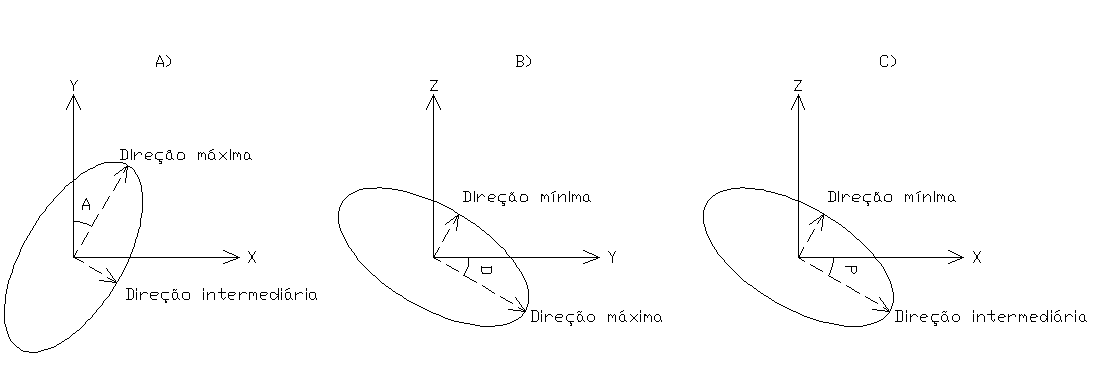 A)
Y
Direção máxima
A
X
Direção intermediária
B)
Z
Direção mínima
Y
D
Direção máxima
C)
Z
Direção mínima
X
P
Direção intermediária